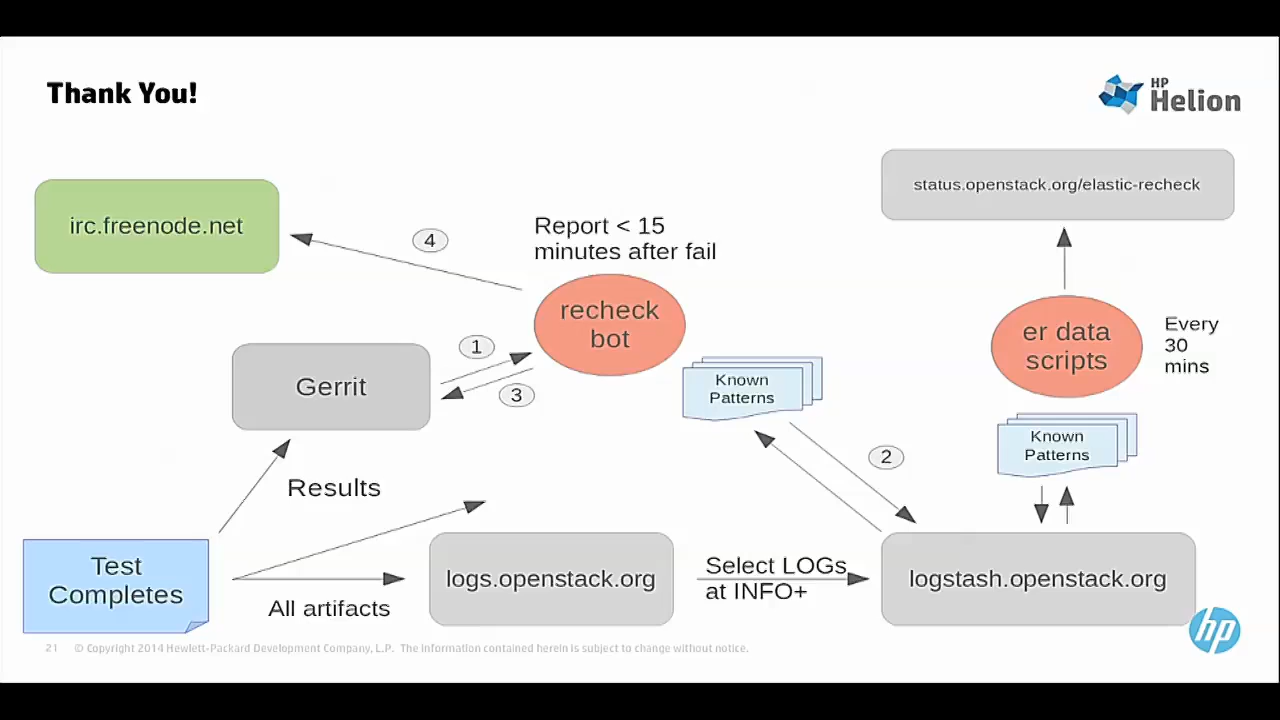 Thank You!
HP
Helion
status.openstack.org/elastic-recheck
irc.freenode.net
4
Report < 15
minutes after fail
recheck
bot
er data
scripts
Every
30
mins
1
Gerrit
3
Known
Patterns
Known
Patterns
2
Results
Test
Completes
logs.openstack.org
Select LOGs
at INFO+
logstash.openstack.org
All artifacts
hp
21 © Copyright 2014 Hewlett-Packard Development Company, L.P. The information contained herein is subject to change without notice.